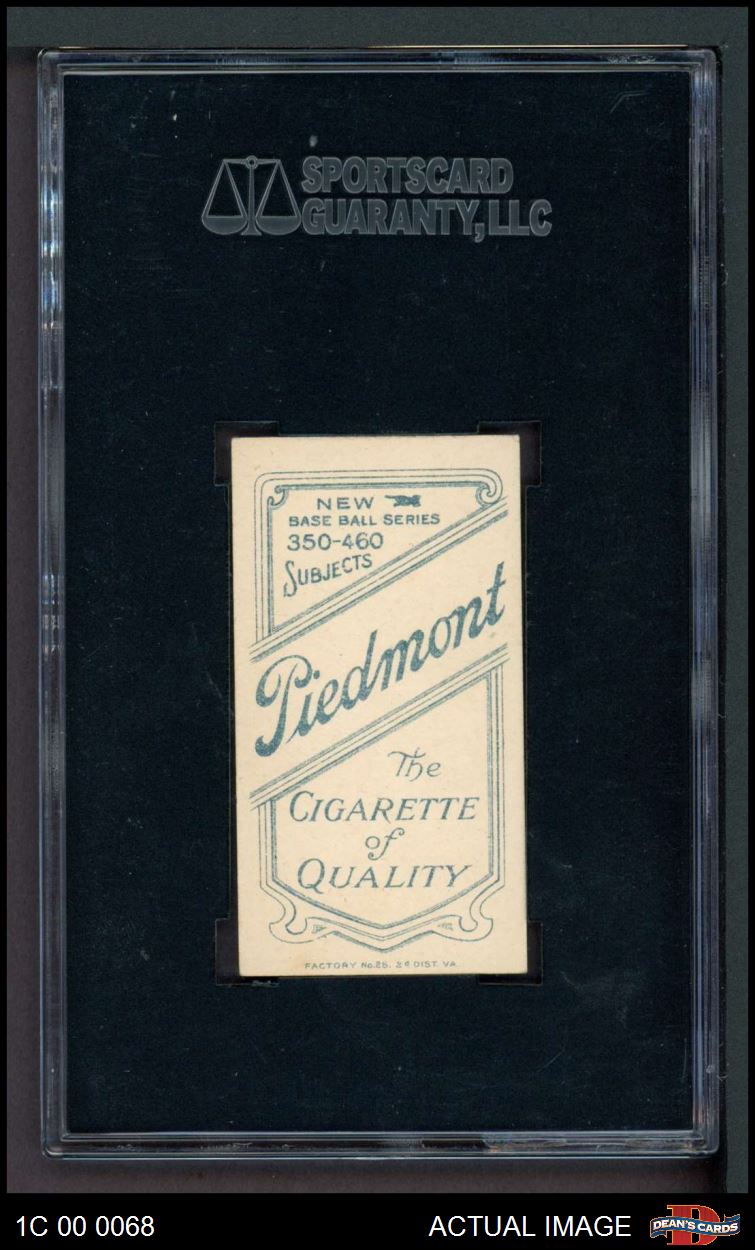 SPORTSCARD
GUARANTY, LLC
NEW
BASE BALL SERIES
350-460
SUBJECTS
Piedmont
The
CIGARETTE
of
QUALITY
FACTORY No. 25. 2d DIST. VA.
1C 00 0068
ACTUAL IMAGE
DEAN'S CARDS